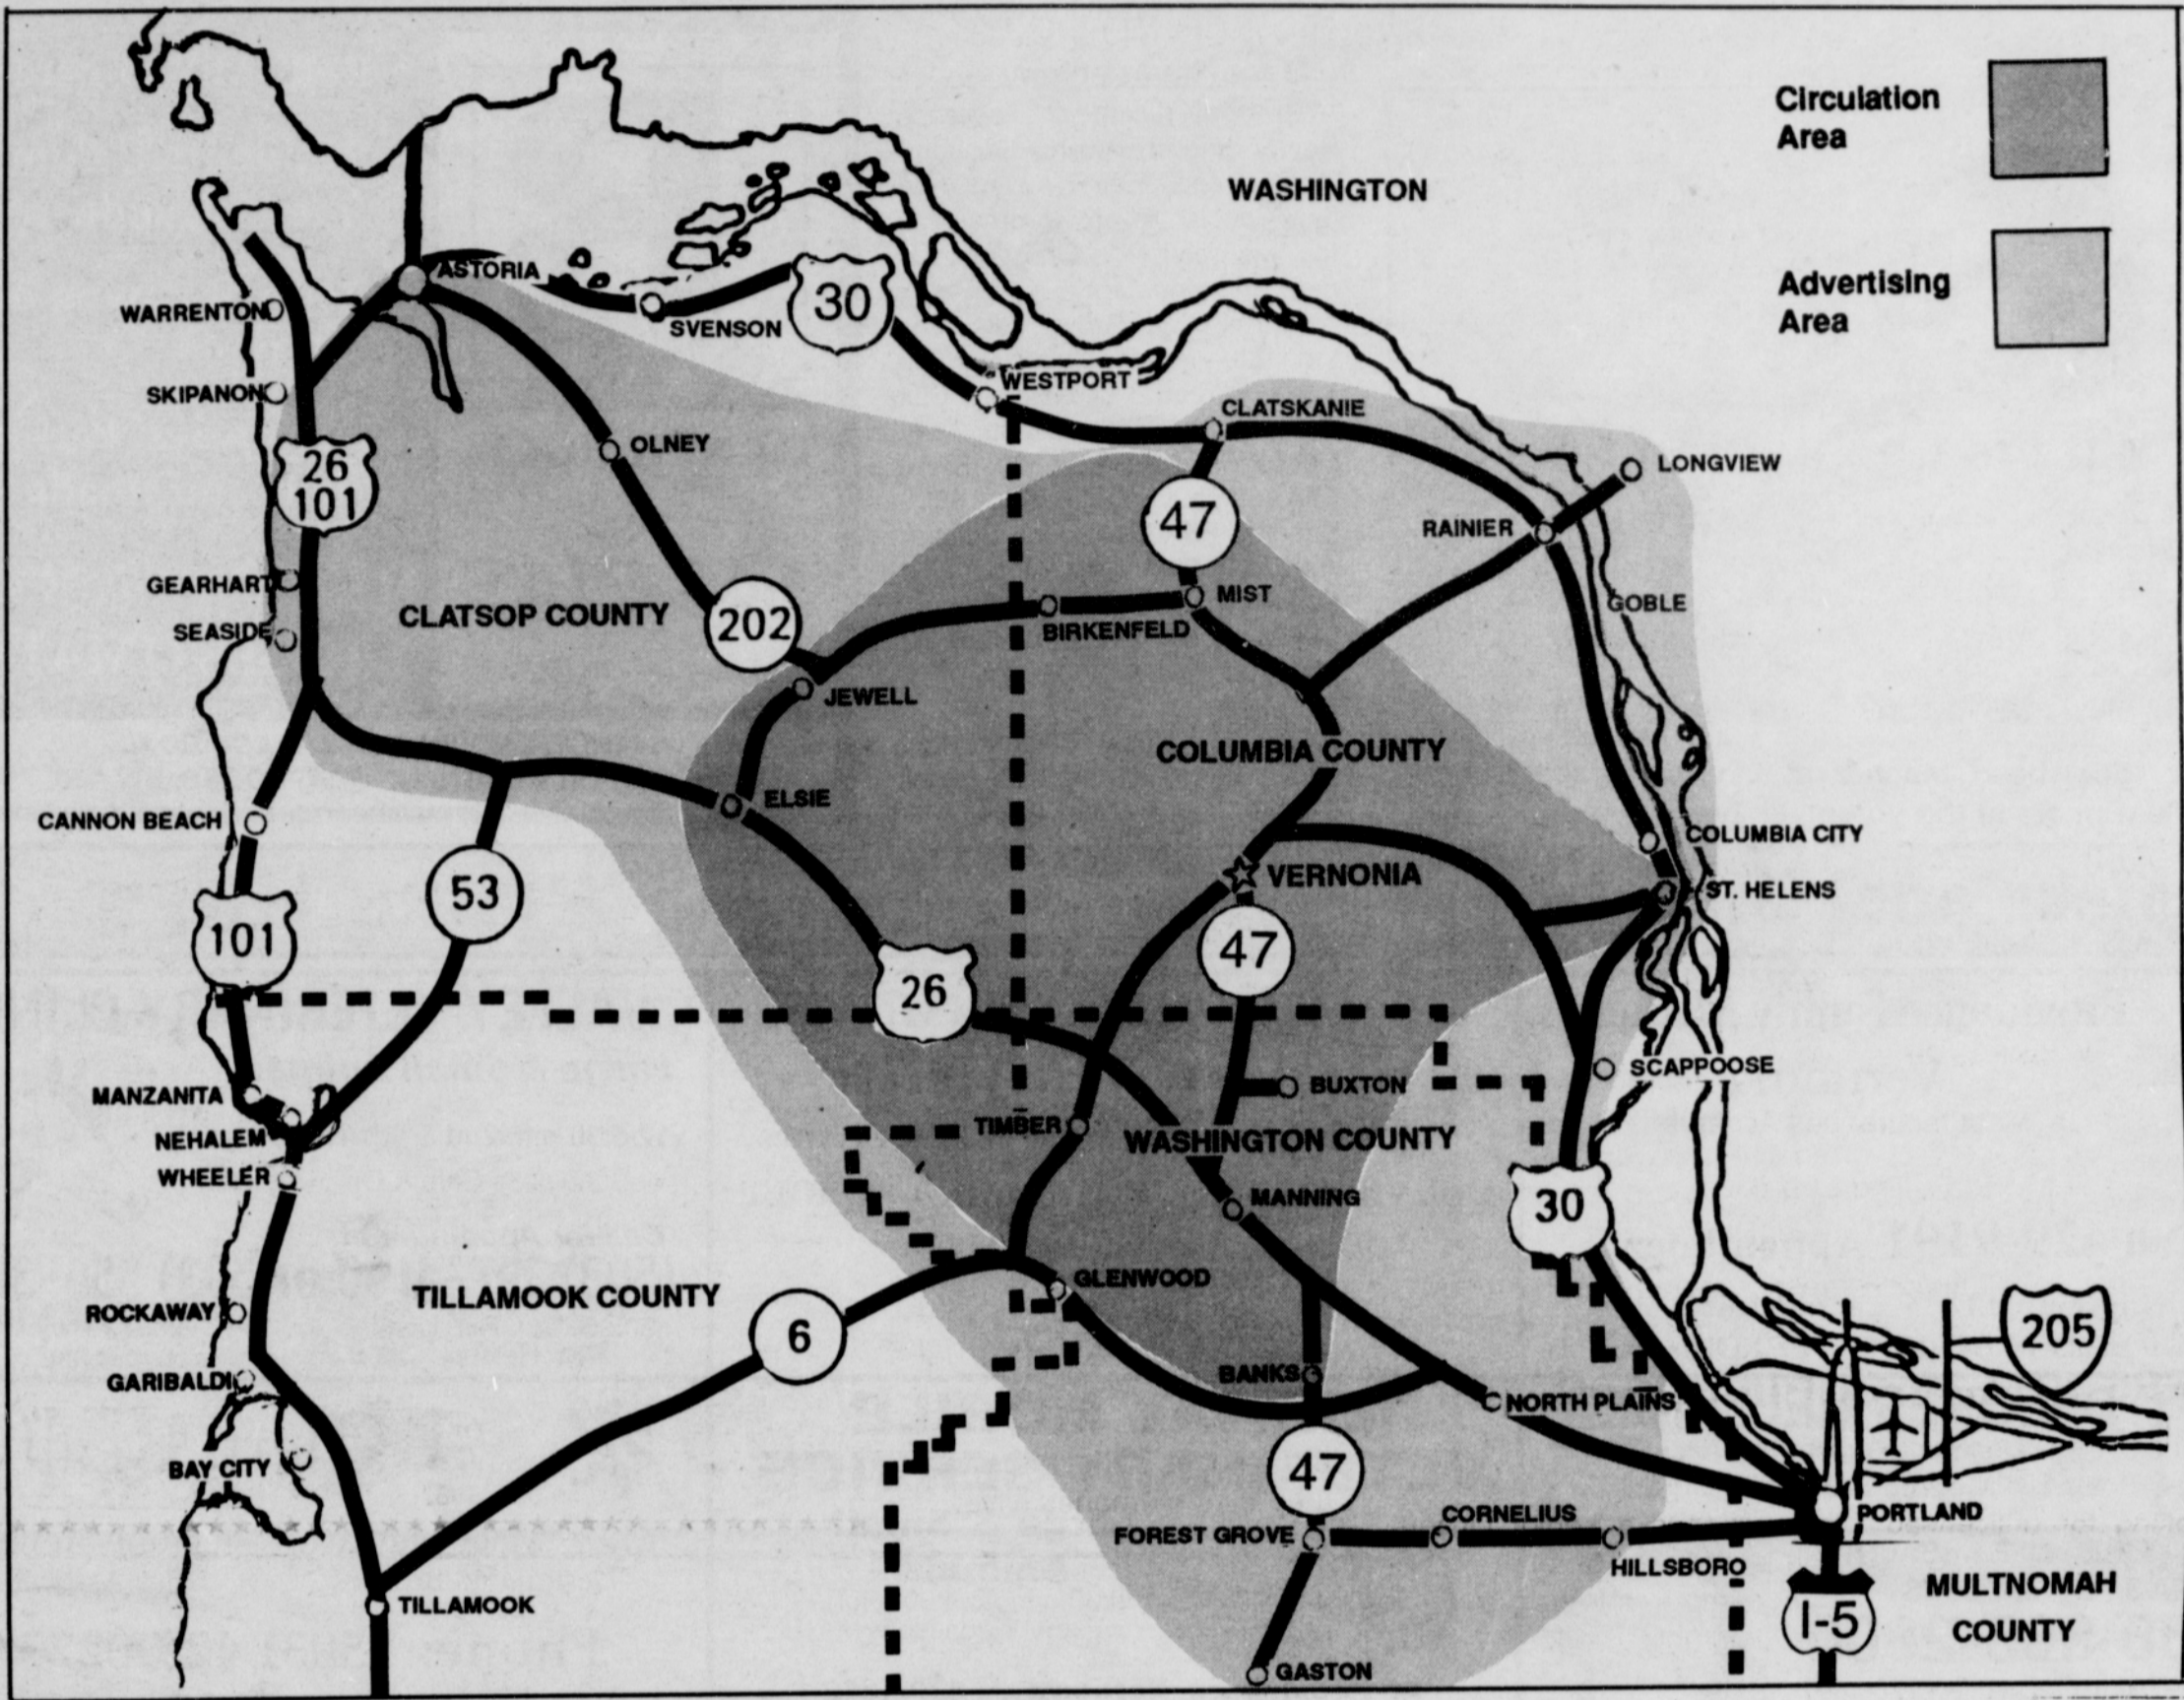 Circulation
Area
Advertising
Area
WASHINGTON
ASTORIA
WARRENTON
SVENSON
30
SKIPANON
WESTPORT
CLATSKANIE
OLNEY
LONGVIEW
26
101
47
RAINIER
GEARHART
CLATSOP COUNTY
202
MIST
GOBLE
SEASIDE
BIRKENFELD
JEWELL
COLUMBIA COUNTY
ELSIE
CANNON BEACH
COLUMBIA CITY
53
VERNONIA
ST. HELENS
101
47
26
MANZANITA
BUXTON
SCAPPOOSE
NEHALEM
TIMBER
WASHINGTON COUNTY
WHEELER
MANNING
30
TILLAMOOK COUNTY
GLENWOOD
ROCKAWAY
6
205
GARIBALDI
BANKS
NORTH PLAINS
BAY CITY
47
CORNELIUS
PORTLAND
FOREST GROVE
HILLSBORO
TILLAMOOK
I-5
MULTNOMAH
COUNTY
GASTON